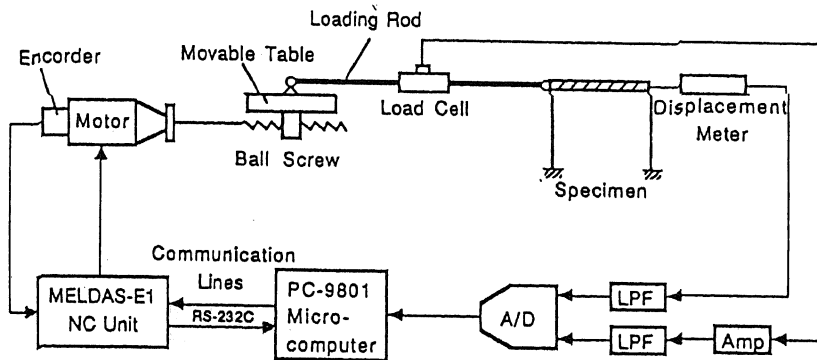 Loading Rod
Movable Table
Encorder
Motor
Load Cell
Displacement
Meter
Ball Screw
Specimen
Communication
Lines
MELDAS-E1
NC Unit
RS-232C
PC-9801
Micro-
computer
A/D
LPF
LPF
Amp